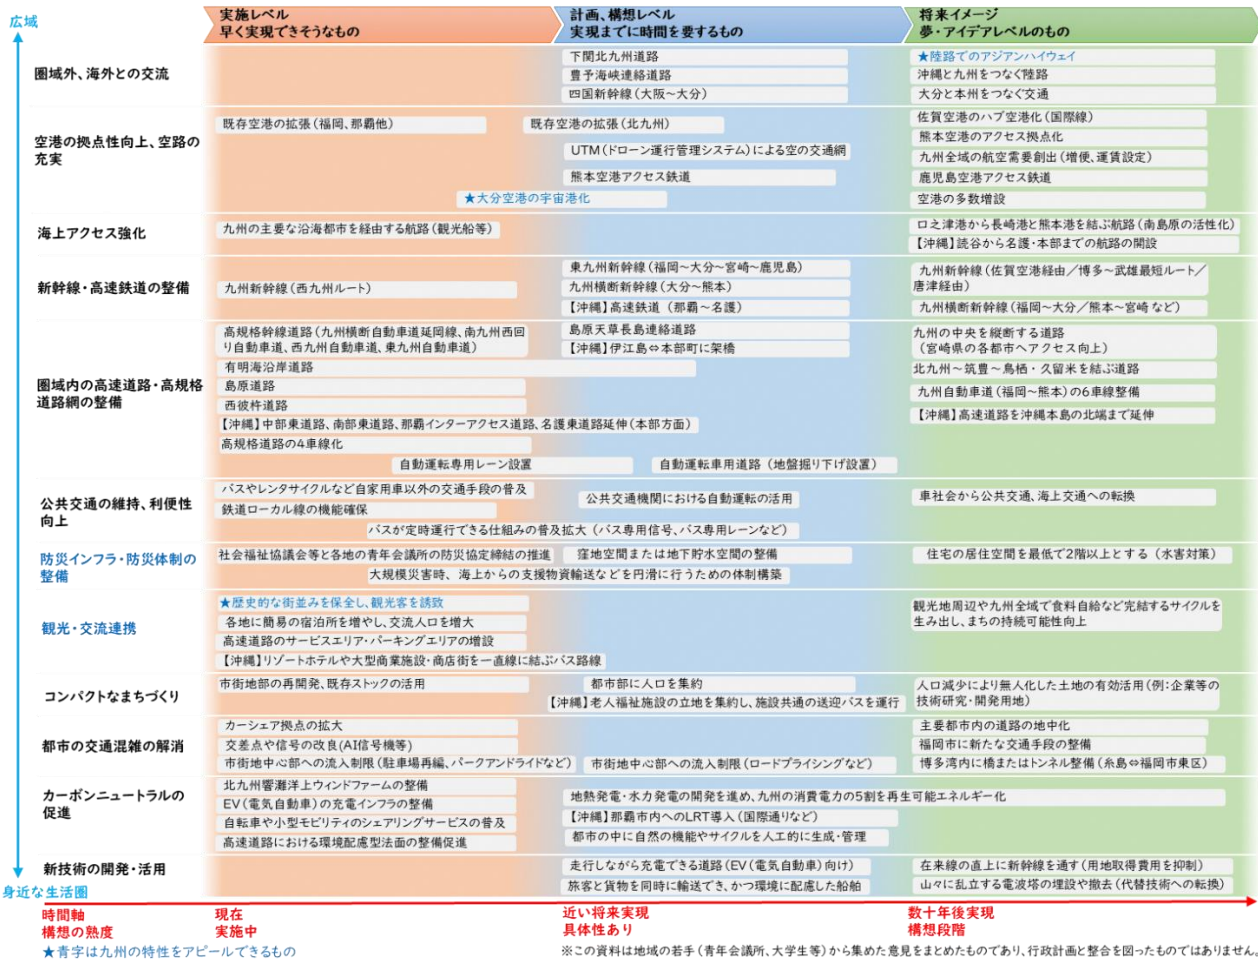 広域
実施レベル
早く実現できそうなもの
計画、構想レベル
実現までに時間を要するもの
将来イメージ
夢・アイデアレベルのもの
圏域外、海外との交流
下関北九州道路
豊予海峡連絡道路
四国新幹線(大阪～大分)
★陸路でのアジアンハイウェイ
沖縄と九州をつなぐ陸路
大分と本州をつなぐ交通
空港の拠点性向上、空路の
充実
既存空港の拡張(福岡、那覇他)
既存空港の拡張(北九州)
UTM(ドローン運行管理システム)による空の交通網
熊本空港アクセス鉄道
★大分空港の宇宙港化
佐賀空港のハブ空港化(国際線)
熊本空港のアクセス拠点化
九州全域の航空需要創出(増便、運賃設定)
鹿児島空港アクセス鉄道
空港の多数増設
海上アクセス強化
九州の主要な沿海都市を経由する航路(観光船等)
口之津港から長崎港と熊本港を結ぶ航路(南島原の活性化)
【沖縄】読谷から名護・本部までの航路の開設
新幹線・高速鉄道の整備
九州新幹線(西九州ルート)
東九州新幹線(福岡～大分～宮崎～鹿児島)
九州横断新幹線(大分～熊本)
【沖縄】高速鉄道(那覇～名護)
九州新幹線(佐賀空港経由/博多～武雄最短ルート/
唐津経由)
九州横断新幹線(福岡～大分/熊本～宮崎 など)
圏域内の高速道路・高規格
道路網の整備
高規格幹線道路(九州横断自動車道延岡線、南九州西回
り自動車道、西九州自動車道、東九州自動車道)
有明海沿岸道路
島原道路
西彼杵道路
【沖縄】中部東道路、南部東道路、那覇インターアクセス道路、名護東道路延伸(本部方面)
高規格道路の4車線化
自動運転専用レーン設置
自動運転車用道路(地盤掘り下げ設置)
島原天草長島連絡道路
【沖縄】伊江島⇔本部町に架橋
九州の中央を縦断する道路
(宮崎県の各都市へアクセス向上)
北九州～筑豊～鳥栖・久留米を結ぶ道路
九州自動車道(福岡～熊本)の6車線整備
【沖縄】高速道路を沖縄本島の北端まで延伸
公共交通の維持、利便性
向上
バスやレンタサイクルなど自家用車以外の交通手段の普及
鉄道ローカル線の機能確保
バスが定時運行できる仕組みの普及拡大(バス専用信号、バス専用レーンなど)
公共交通機関における自動運転の活用
車社会から公共交通、海上交通への転換
防災インフラ・防災体制の
整備
社会福祉協議会等と各地の青年会議所の防災協定締結の推進
窪地空間または地下貯水空間の整備
大規模災害時、海上からの支援物資輸送などを円滑に行うための体制構築
住宅の居住空間を最低で2階以上とする(水害対策)
観光・交流連携
★歴史的な街並みを保全し、観光客を誘致
各地に簡易の宿泊所を増やし、交流人口を増大
高速道路のサービスエリア・パーキングエリアの増設
【沖縄】リゾートホテルや大型商業施設・商店街を一直線に結ぶバス路線
観光地周辺や九州全域で食料自給など完結するサイクルを
生み出し、まちの持続可能性向上
コンパクトなまちづくり
市街地部の再開発、既存ストックの活用
都市部に人口を集約
【沖縄】老人福祉施設の立地を集約し、施設共通の送迎バスを運行
人口減少により無人化した土地の有効活用(例:企業等の
技術研究・開発用地)
都市の交通混雑の解消
カーシェア拠点の拡大
交差点や信号の改良(AI信号機等)
市街地中心部への流入制限(駐車場再編、パークアンドライドなど)
市街地中心部への流入制限(ロードプライシングなど)
主要都市内の道路の地中化
福岡市に新たな交通手段の整備
博多湾内に橋またはトンネル整備(糸島⇔福岡市東区)
カーボンニュートラルの
促進
北九州響灘洋上ウィンドファームの整備
EV(電気自動車)の充電インフラの整備
自転車や小型モビリティのシェアリングサービスの普及
高速道路における環境配慮型法面の整備促進
地熱発電・水力発電の開発を進め、九州の消費電力の5割を再生可能エネルギー化
【沖縄】那覇市内へのLRT導入(国際通りなど)
都市の中に自然の機能やサイクルを人工的に生成・管理
新技術の開発・活用
走行しながら充電できる道路(EV(電気自動車)向け)
旅客と貨物を同時に輸送でき、かつ環境に配慮した船舶
在来線の直上に新幹線を通す(用地取得費用を抑制)
山々に乱立する電波塔の埋設や撤去(代替技術への転換)
身近な生活圏
時間軸
構想の熟度
現在
実施中
近い将来実現
具体性あり
数十年後実現
構想段階
★青字は九州の特性をアピールできるもの
※この資料は地域の若手(青年会議所、大学生等)から集めた意見をまとめたものであり、行政計画と整合を図ったものではありません。